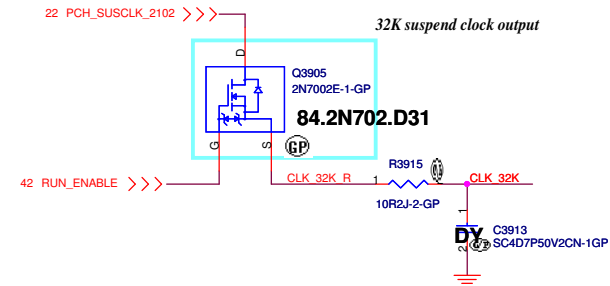 22 PCH_SUSCLK_2102
32K suspend clock output
D
Q3905
2N7002E-1-GP
84.2N702.D31
G
S
GP
42 RUN_ENABLE
CLK_32K_R
1
R3915
10R2J-2-GP
CLK_32K
1
DY
2
C3913
SC4D7P50V2CN-1GP